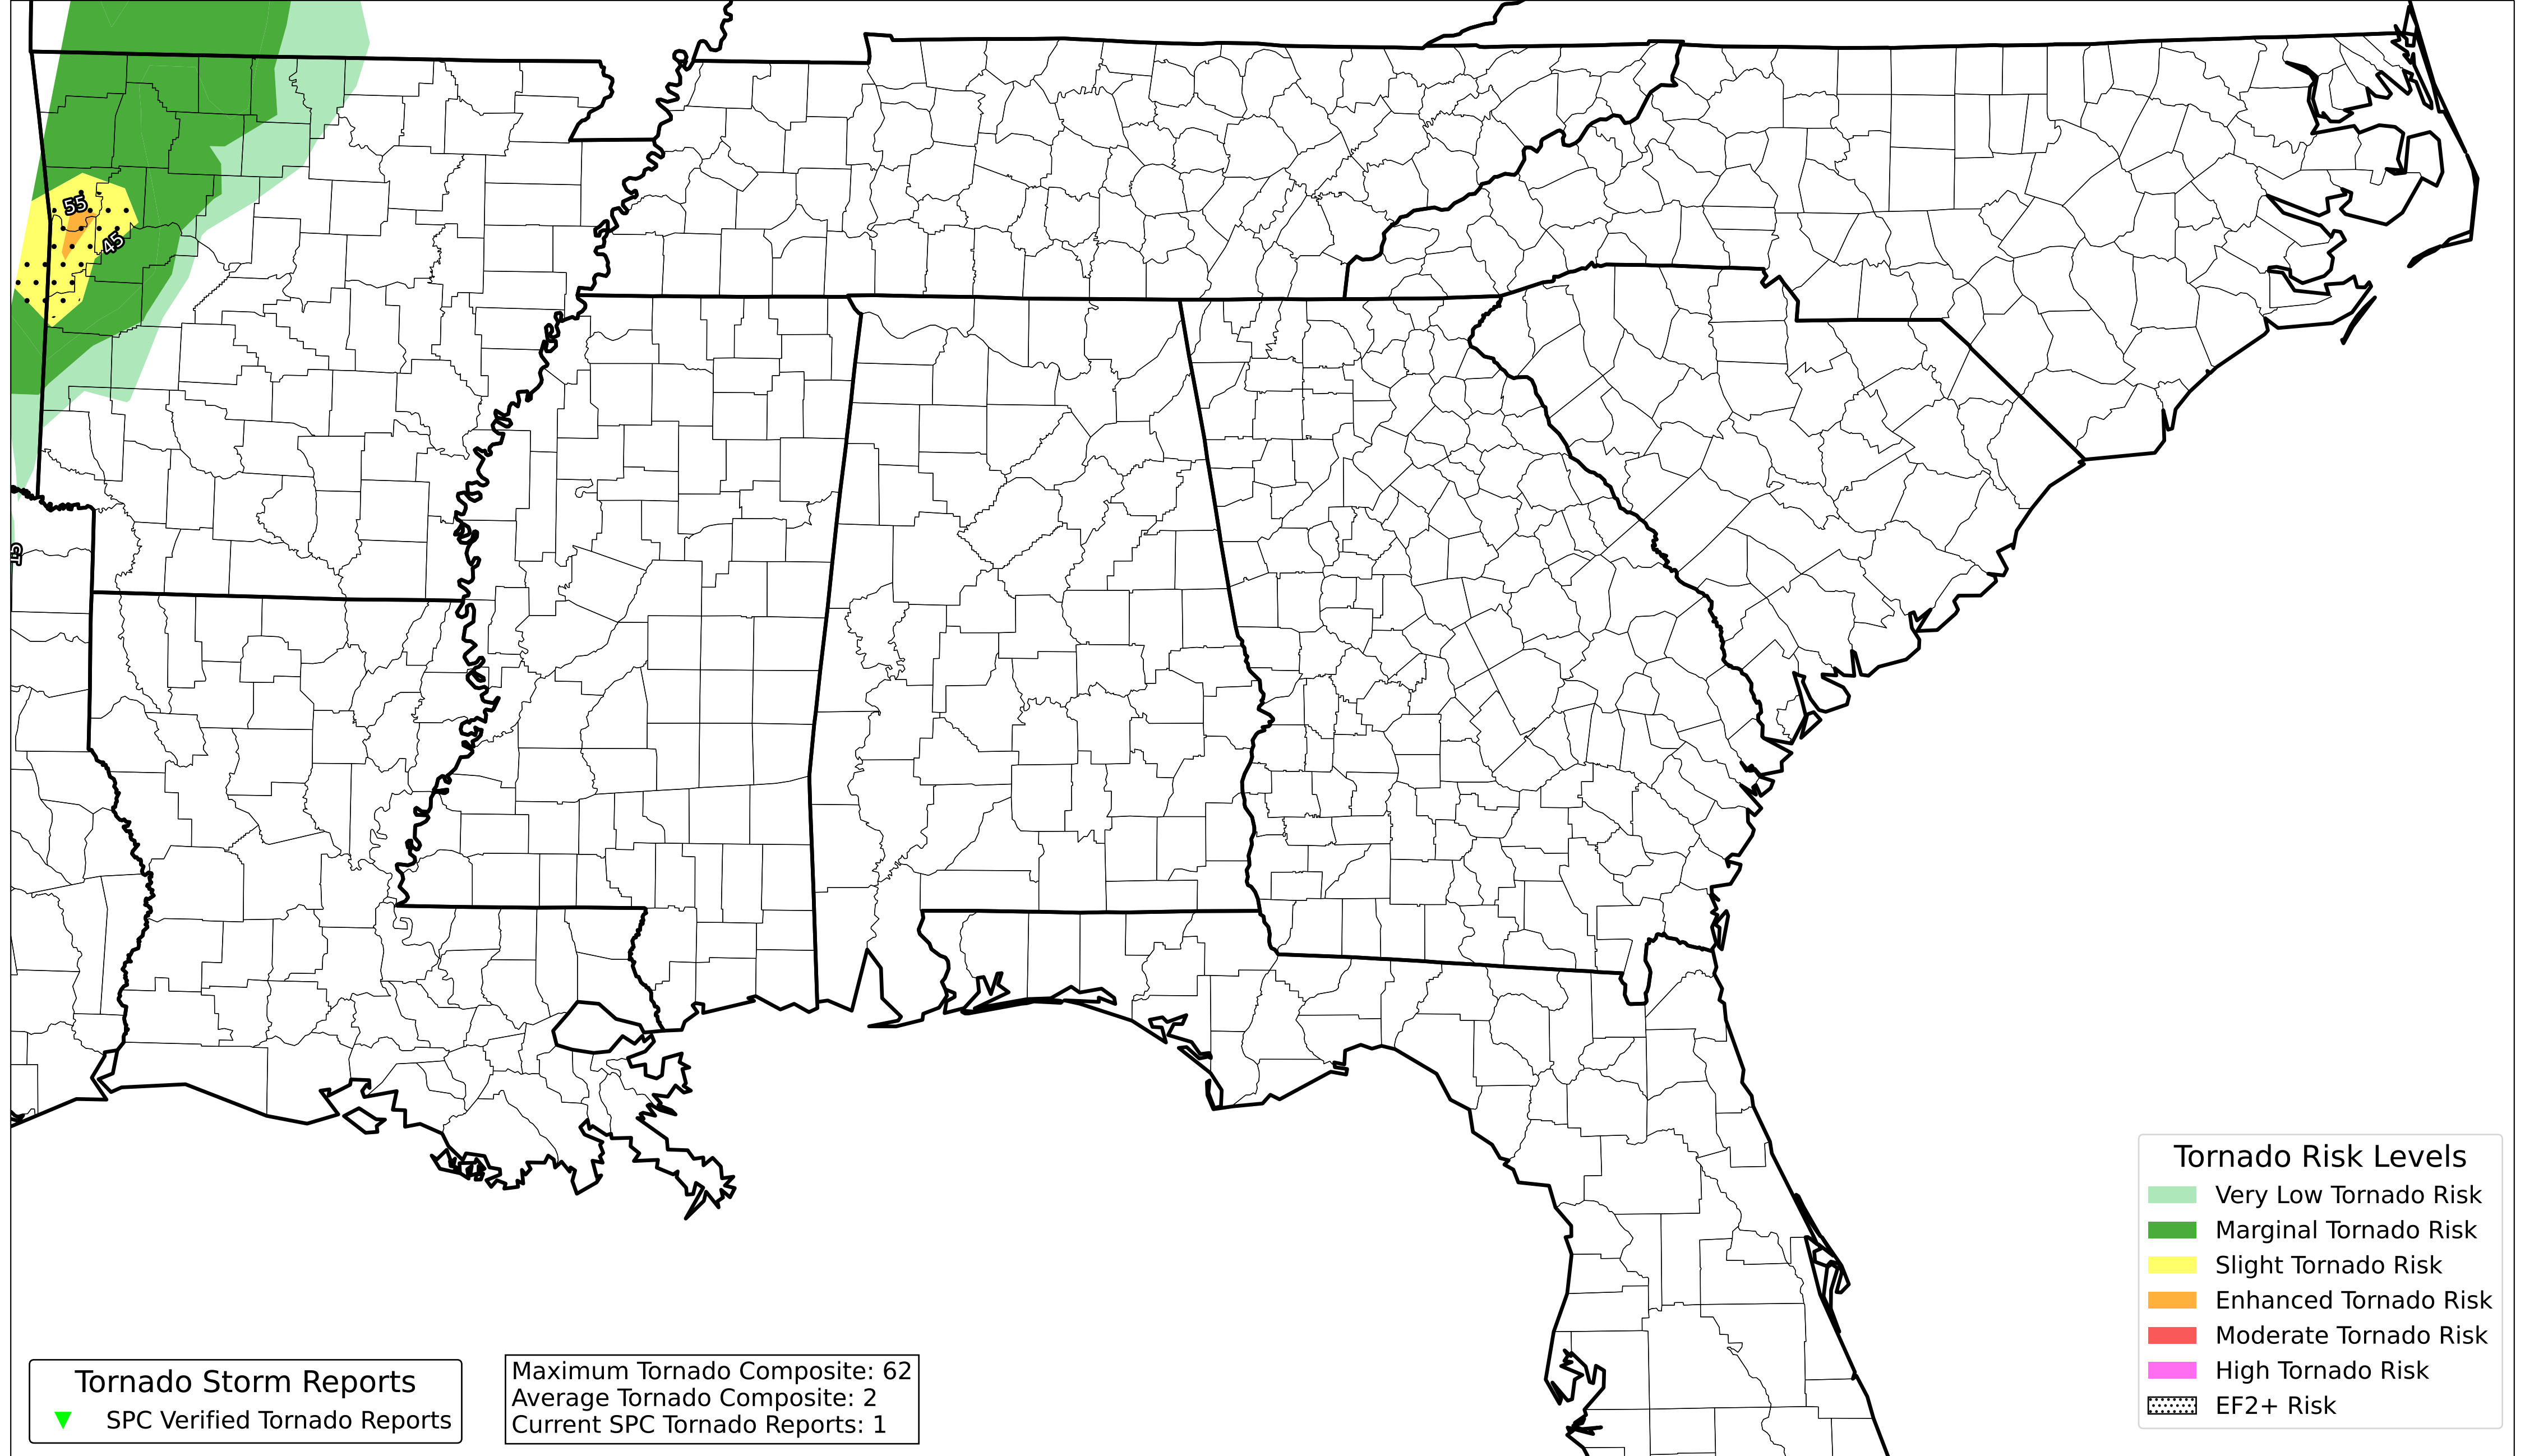 55
45
15
Tornado Risk Levels
Very Low Tornado Risk
Marginal Tornado Risk
Slight Tornado Risk
Enhanced Tornado Risk
Moderate Tornado Risk
High Tornado Risk
EF2+ Risk
Tornado Storm Reports
SPC Verified Tornado Reports
Maximum Tornado Composite: 62
Average Tornado Composite: 2
Current SPC Tornado Reports: 1